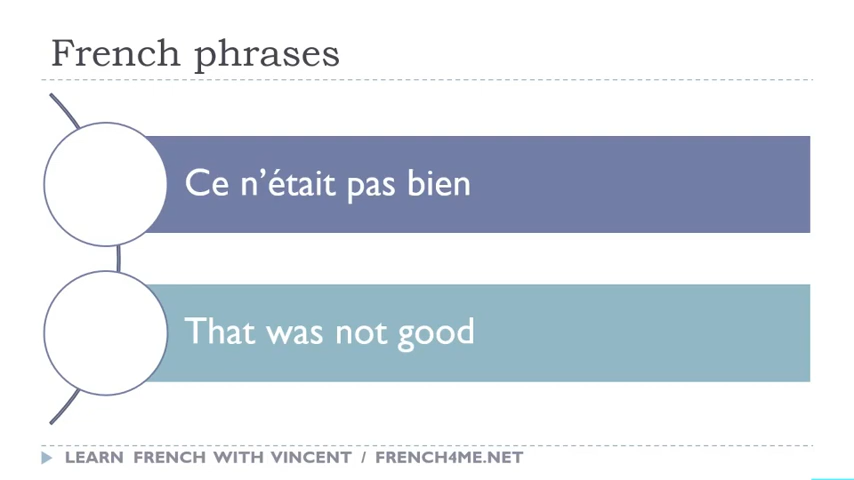 French phrases
Ce n’était pas bien
That was not good
LEARN FRENCH WITH VINCENT / FRENCH4ME.NET